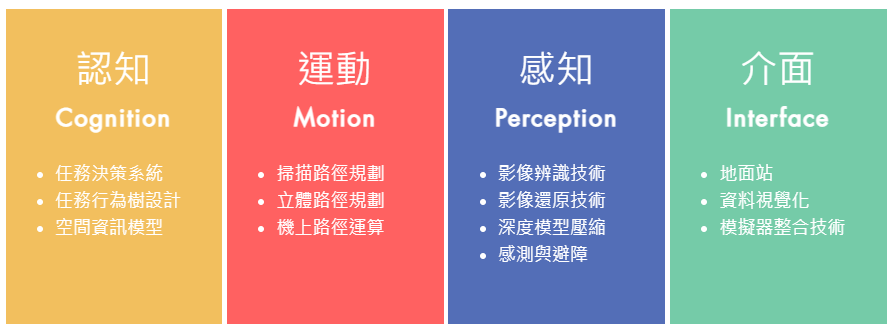 認知
Cognition
• 任務決策系統
• 任務行為樹設計
• 空間資訊模型
運動
Motion
• 掃描路徑規劃
• 立體路徑規劃
• 機上路徑運算
感知
Perception
• 影像辨識技術
• 影像還原技術
• 深度模型壓縮
• 感測與避障
介面
Interface
• 地面站
• 資料視覺化
• 模擬器整合技術